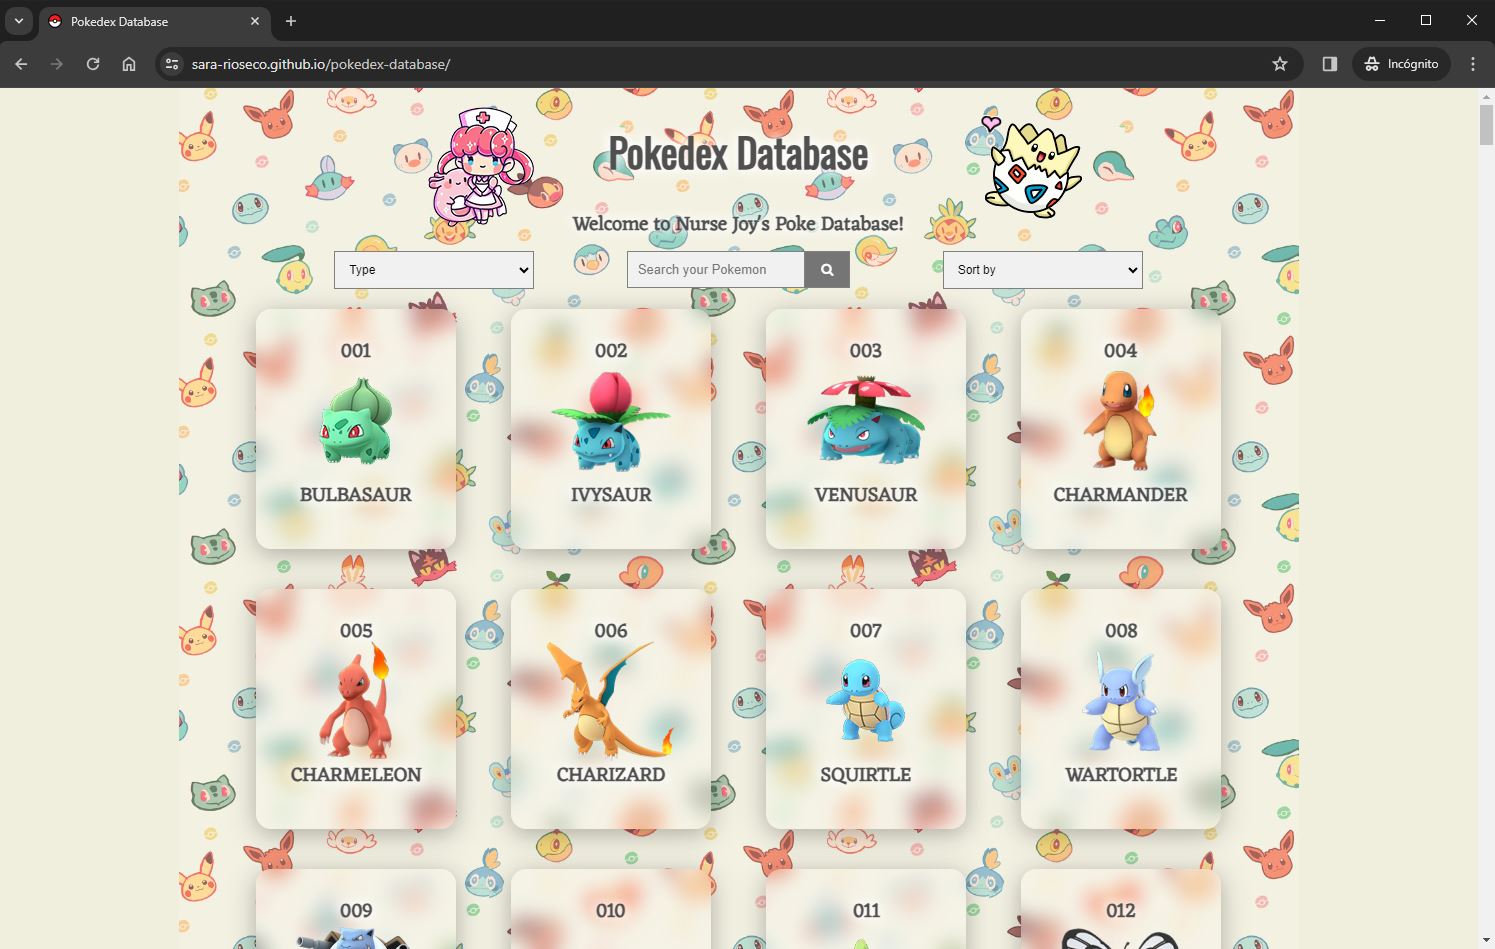 Pokedex Database
sara-rioseco.github.io/pokedex-database/
Incógnito
Pokedex Database
Welcome to Nurse Joy's Poke Database!
Type
Search your Pokemon
Sort by
001
BULBASAUR
002
IVYSAUR
003
VENUSAUR
004
CHARMANDER
005
CHARMELEON
006
CHARIZARD
007
SQUIRTLE
008
WARTORTLE
009
010
011
012